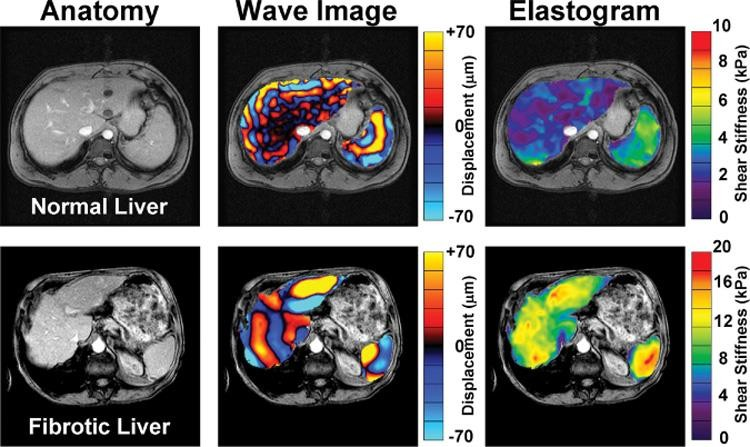 Anatomy Wave Image Elastogram
Normal Liver
+70
0
-70
Displacement (µm)
10
8
6
4
2
0
Shear Stiffness (kPa)
Fibrotic Liver
+70
0
-70
Displacement (µm)
20
16
12
8
4
0
Shear Stiffness (kPa)